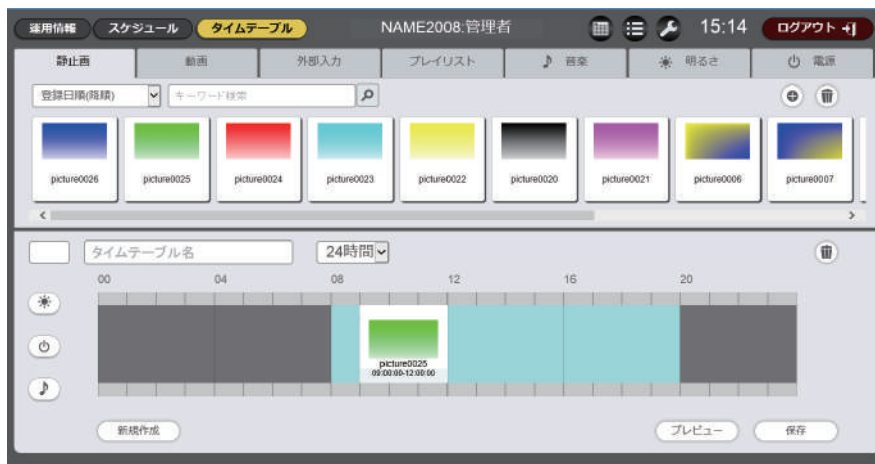 運用情報 スケジュール タイムテーブル NAME2008:管理者 15:14 ログアウト
静止画 動画 外部入力 プレイリスト 音楽 明るさ 電源
登録日順(降順) キーワード検索
picture0026 picture0025 picture0024 picture0023 picture0022 picture0020 picture0021 picture0006 picture0007
タイムテーブル名 24時間
00 04 08 12 16 20
picture0025
09:00:00-12:00:00
新規作成 プレビュー 保存